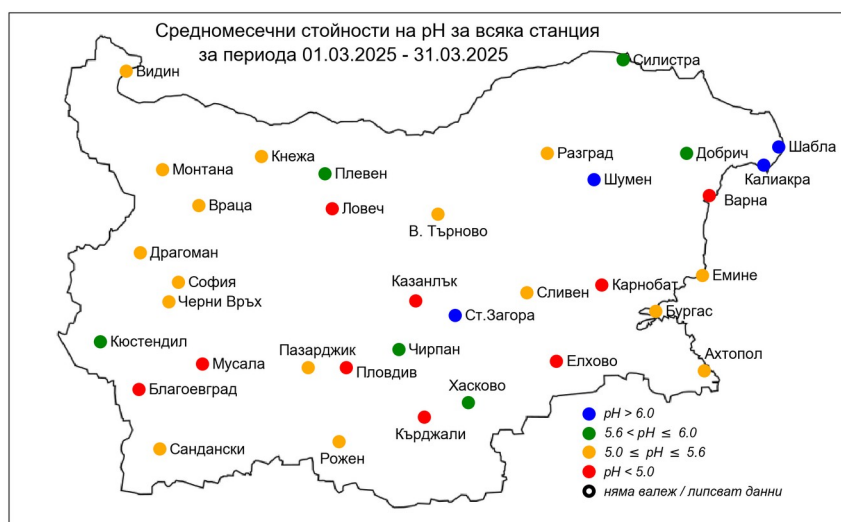 Средномесечни стойности на pH за всяка станция
за периода 01.03.2025 - 31.03.2025
Силистра
Видин
Шабла
Кнежа
Разград
Добрич
Монтана
Плевен
Шумен
Калиакра
Варна
Враца
Ловеч
В. Търново
Драгоман
Емине
София
Казанлък
Карнобат
Сливен
Черни Връх
Бургас
Ст.Загора
Кюстендил
Пазарджик
Чирпан
Ахтопол
Мусала
Пловдив
Елхово
Благоевград
Хасково
Кърджали
Сандански
Рожен
pH > 6.0
5.6 < pH ≤ 6.0
5.0 ≤ pH ≤ 5.6
pH < 5.0
няма валеж / липсват данни